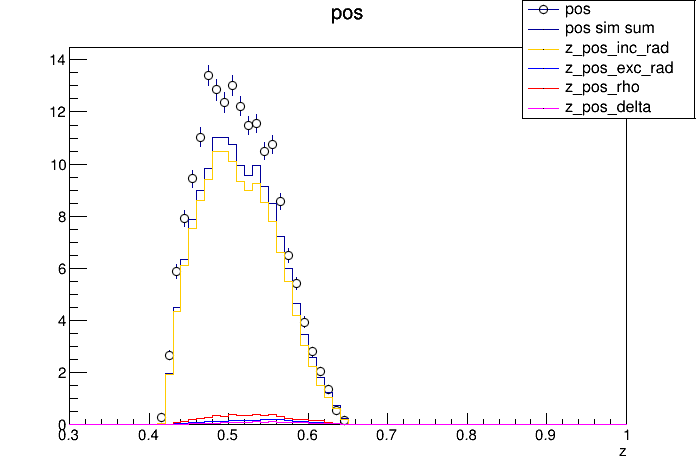 pos
pos
pos sim sum
z_pos_inc_rad
z_pos_exc_rad
z_pos_rho
z_pos_delta
14
12
10
8
6
4
2
0
0.3
0.4
0.5
0.6
0.7
0.8
0.9
1
z